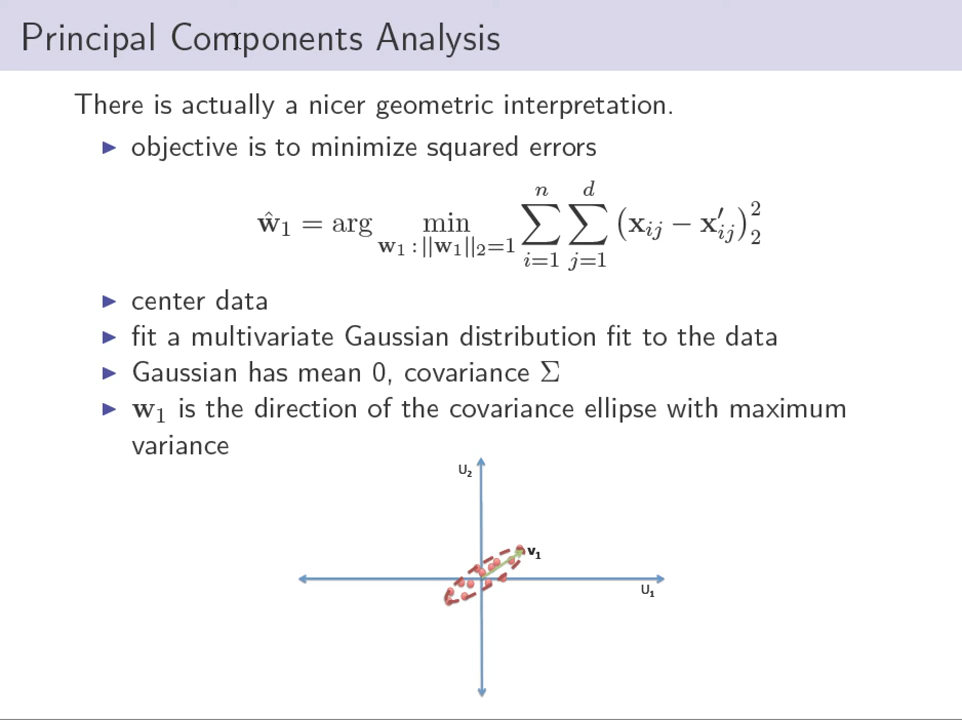 Principal Components Analysis
There is actually a nicer geometric interpretation.
▶ objective is to minimize squared errors
ŵ₁ = arg min_{w₁ : ||w₁||₂=1} ∑_{i=1}^{n} ∑_{j=1}^{d} (x_{ij} − x′_{ij})²₂
▶ center data
▶ fit a multivariate Gaussian distribution fit to the data
▶ Gaussian has mean 0, covariance Σ
▶ w₁ is the direction of the covariance ellipse with maximum
variance
U₂
v₁
U₁